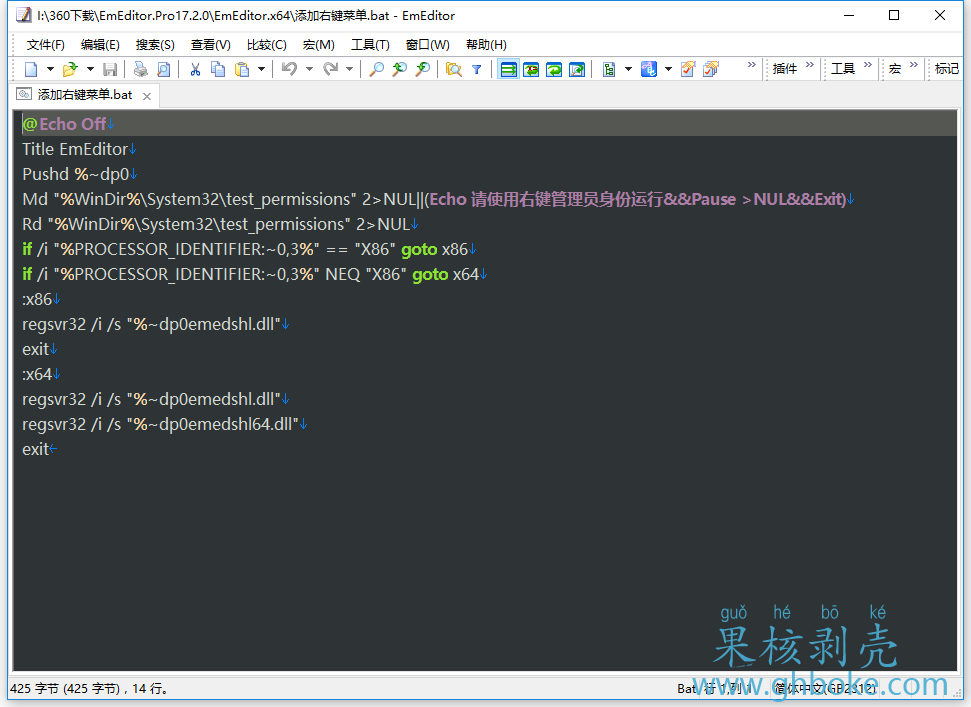 I:\360下载\EmEditor.Pro17.2.0\EmEditor.x64\添加右键菜单.bat - EmEditor
文件(F) 编辑(E) 搜索(S) 查看(V) 比较(C) 宏(M) 工具(T) 窗口(W) 帮助(H)
插件 工具 宏 标记
添加右键菜单.bat
@Echo Off
Title EmEditor
Pushd %~dp0
Md "%WinDir%\System32\test_permissions" 2>NUL||(Echo 请使用右键管理员身份运行&&Pause >NUL&&Exit)
Rd "%WinDir%\System32\test_permissions" 2>NUL
if /i "%PROCESSOR_IDENTIFIER:~0,3%" == "X86" goto x86
if /i "%PROCESSOR_IDENTIFIER:~0,3%" NEQ "X86" goto x64
:x86
regsvr32 /i /s "%~dp0emedshl.dll"
exit
:x64
regsvr32 /i /s "%~dp0emedshl.dll"
regsvr32 /i /s "%~dp0emedshl64.dll"
exit
guǒ hé bō ké
果核剥壳
www.ghboke.com
425 字节 (425 字节)，14 行。 Bat 行 1,列 1 简体中文(GB2312)